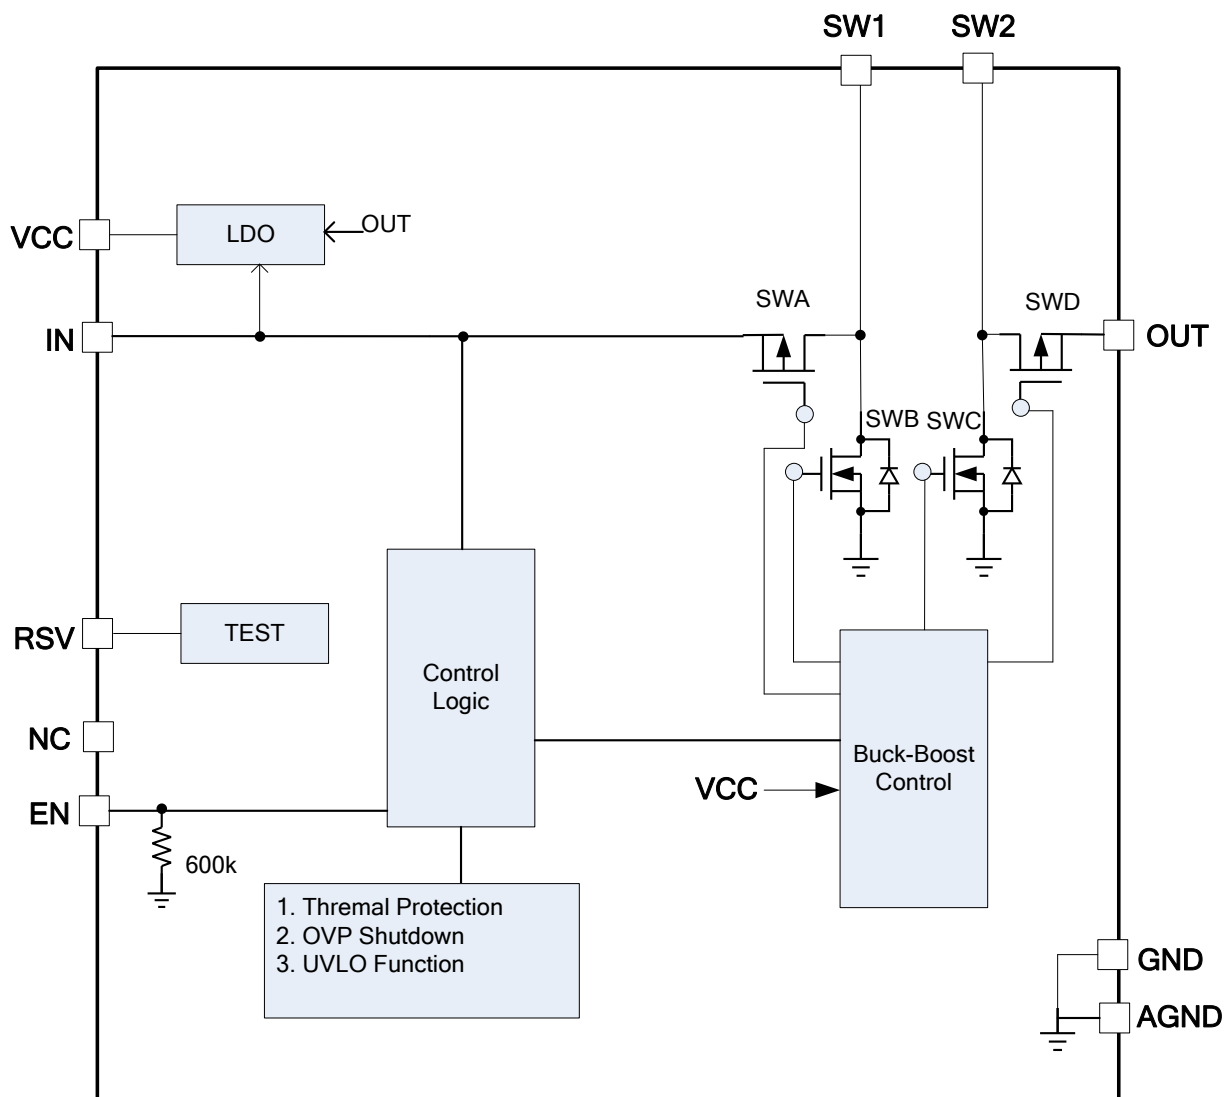 SW1
SW2
VCC
LDO
OUT
IN
SWA
SWD
OUT
SWB
SWC
RSV
TEST
Control
Logic
NC
Buck-Boost
Control
VCC
EN
600k
1. Thremal Protection
2. OVP Shutdown
3. UVLO Function
GND
AGND